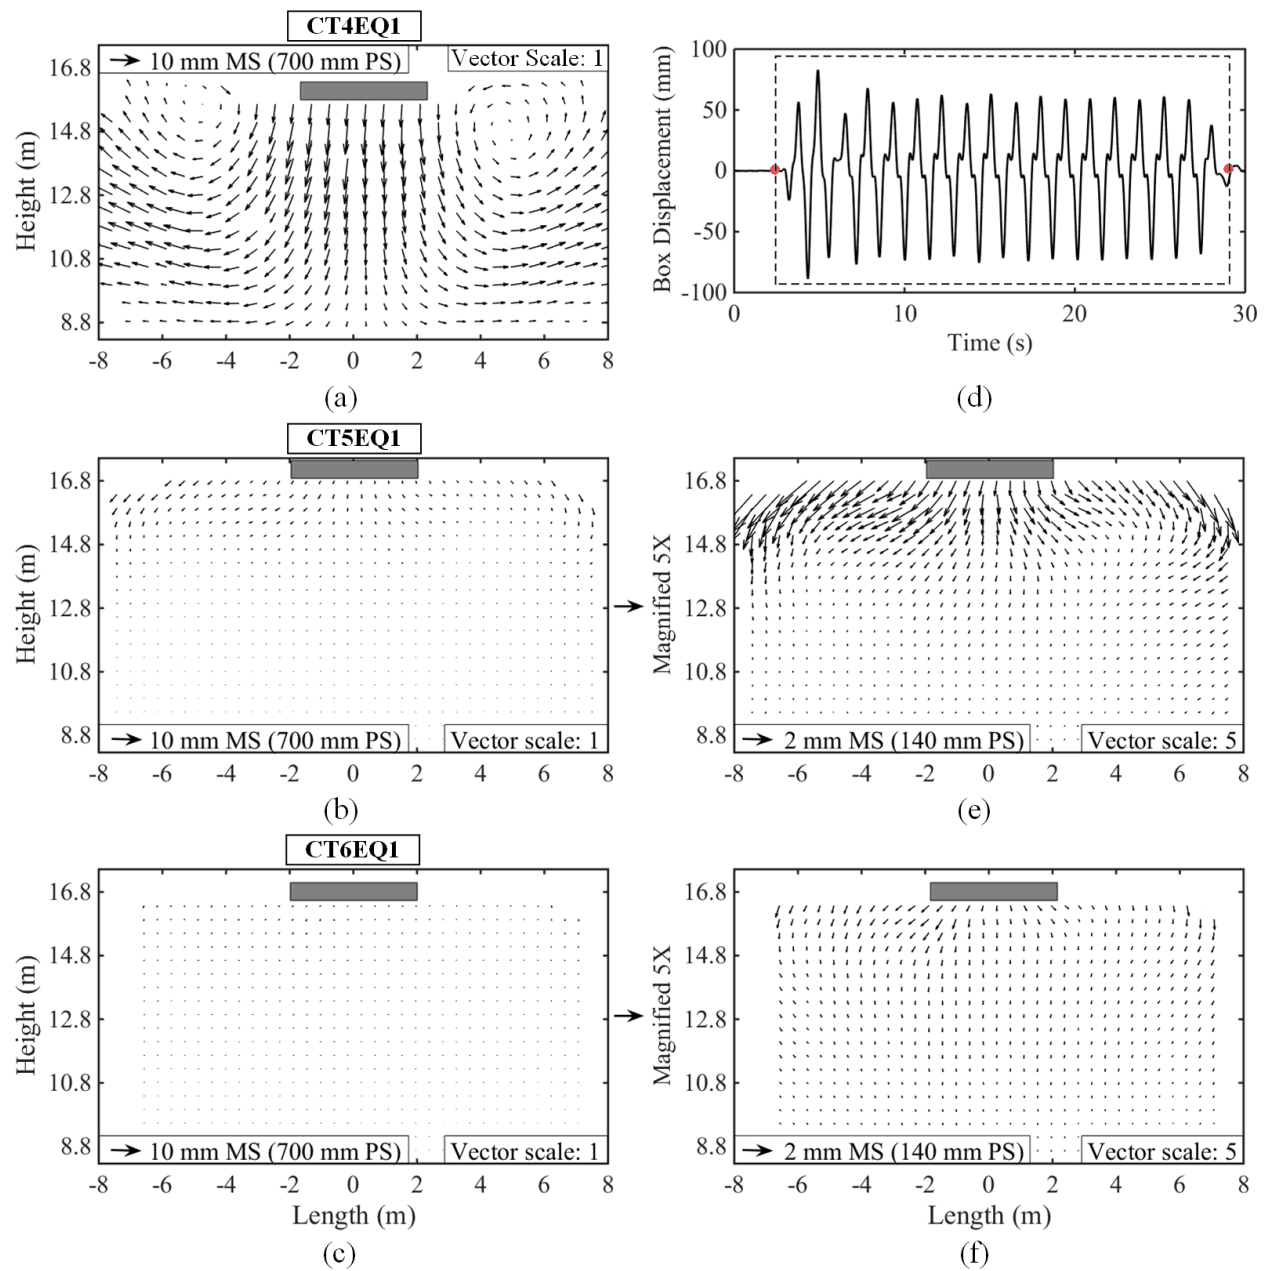 CT4EQ1
10 mm MS (700 mm PS)
Vector Scale: 1
Height (m)
16.8
14.8
12.8
10.8
8.8
-8 -6 -4 -2 0 2 4 6 8
(a)
Box Displacement (mm)
100
50
0
-50
-100
0 10 20 30
Time (s)
(d)
CT5EQ1
Height (m)
16.8
14.8
12.8
10.8
8.8
10 mm MS (700 mm PS)
Vector scale: 1
-8 -6 -4 -2 0 2 4 6 8
(b)
Magnified 5X
16.8
14.8
12.8
10.8
8.8
2 mm MS (140 mm PS)
Vector scale: 5
-8 -6 -4 -2 0 2 4 6 8
(e)
CT6EQ1
Height (m)
16.8
14.8
12.8
10.8
8.8
10 mm MS (700 mm PS)
Vector scale: 1
-8 -6 -4 -2 0 2 4 6 8
Length (m)
(c)
Magnified 5X
16.8
14.8
12.8
10.8
8.8
2 mm MS (140 mm PS)
Vector scale: 5
-8 -6 -4 -2 0 2 4 6 8
Length (m)
(f)